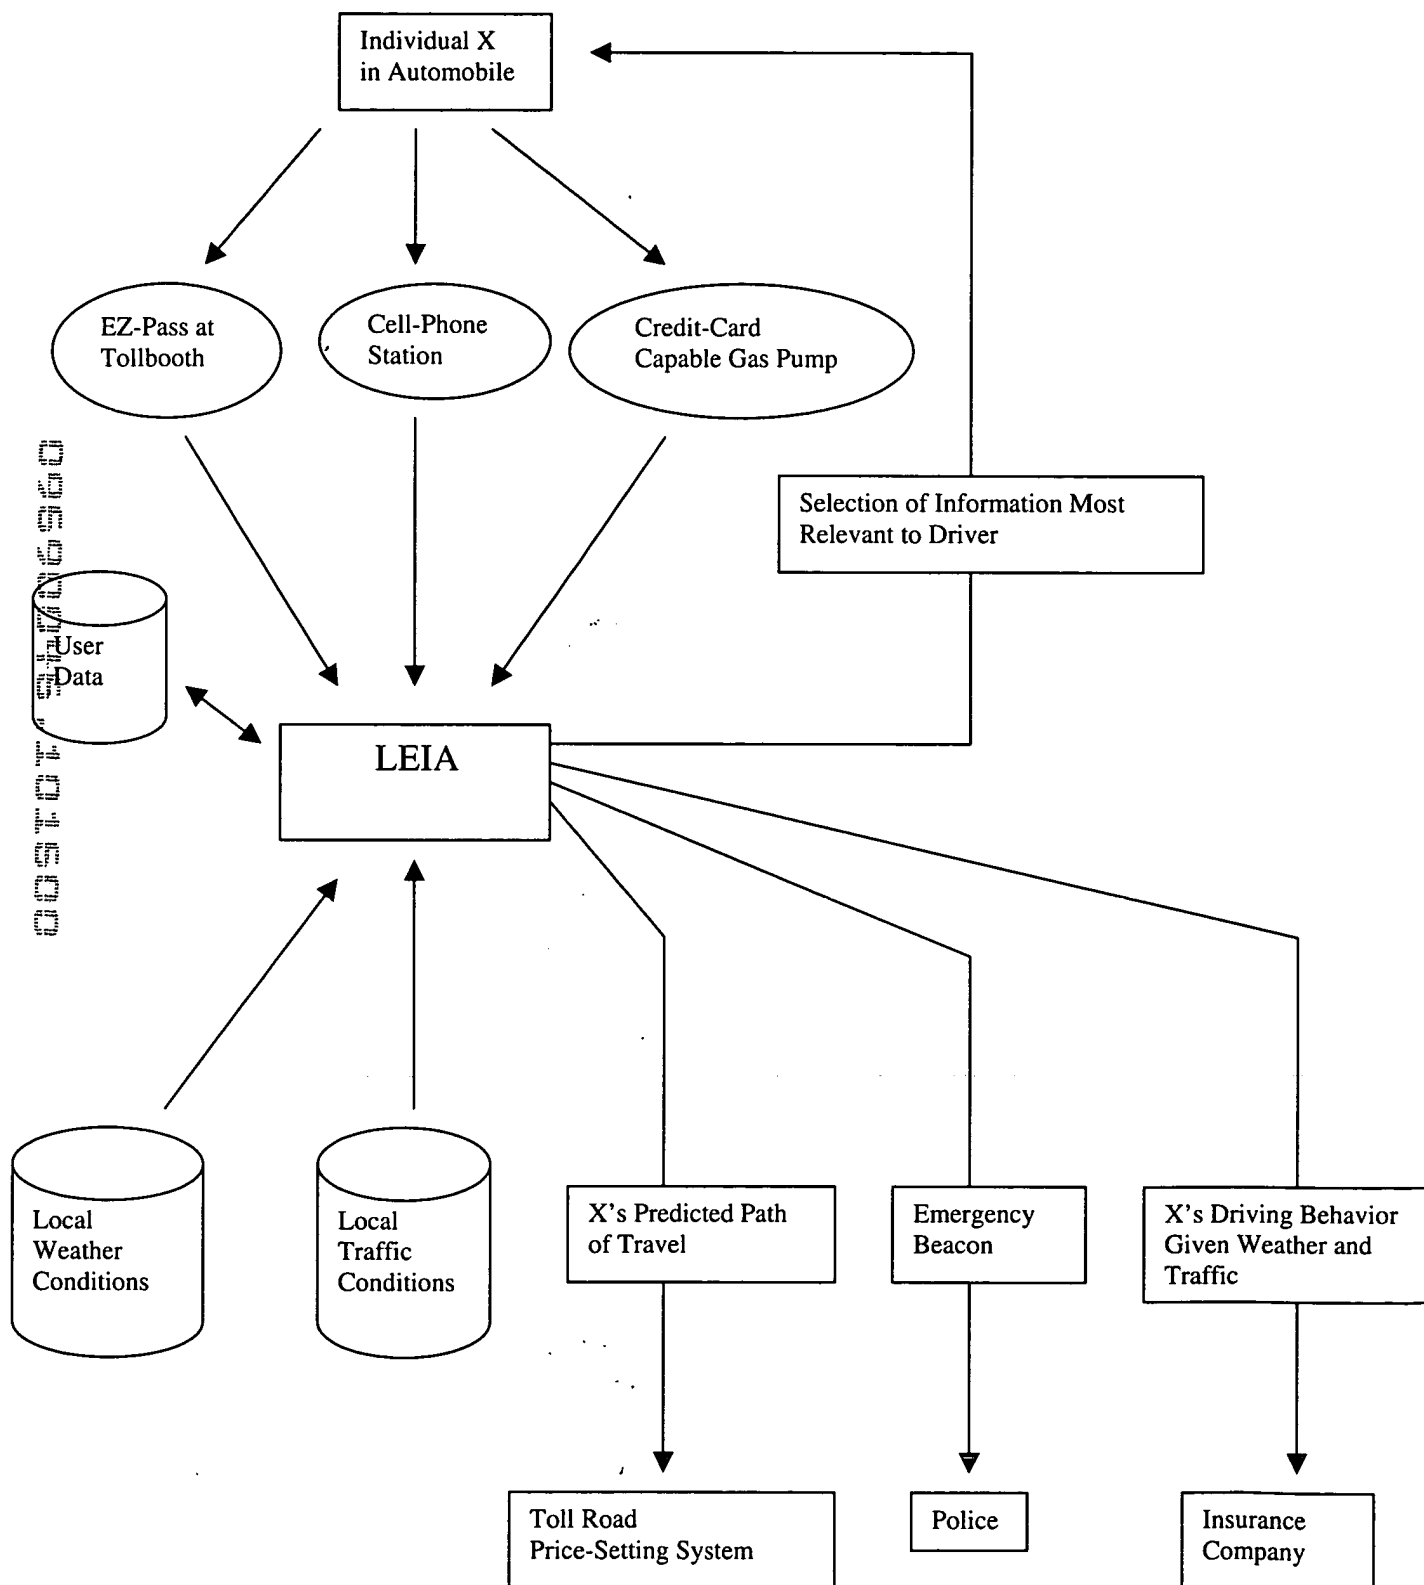 Individual X
in Automobile
EZ-Pass at
Tollbooth
Cell-Phone
Station
Credit-Card
Capable Gas Pump
Selection of Information Most
Relevant to Driver
User
Data
LEIA
Local
Weather
Conditions
Local
Traffic
Conditions
X's Predicted Path
of Travel
Emergency
Beacon
X's Driving Behavior
Given Weather and
Traffic
Toll Road
Price-Setting System
Police
Insurance
Company